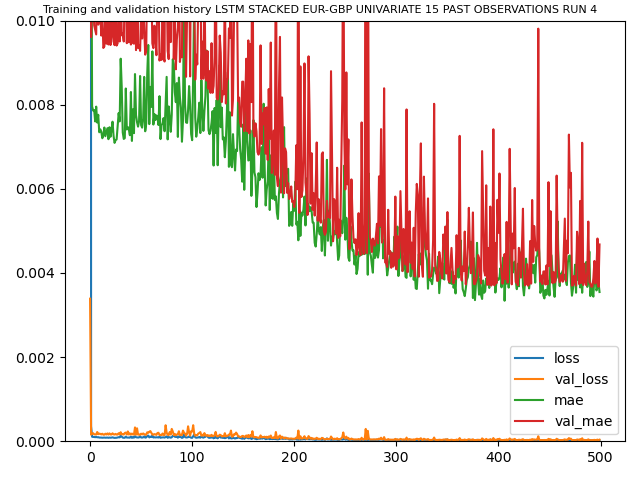 Training and validation history LSTM STACKED EUR-GBP UNIVARIATE 15 PAST OBSERVATIONS RUN 4
0.010
0.008
0.006
0.004
0.002
0.000
0 100 200 300 400 500
loss
val_loss
mae
val_mae